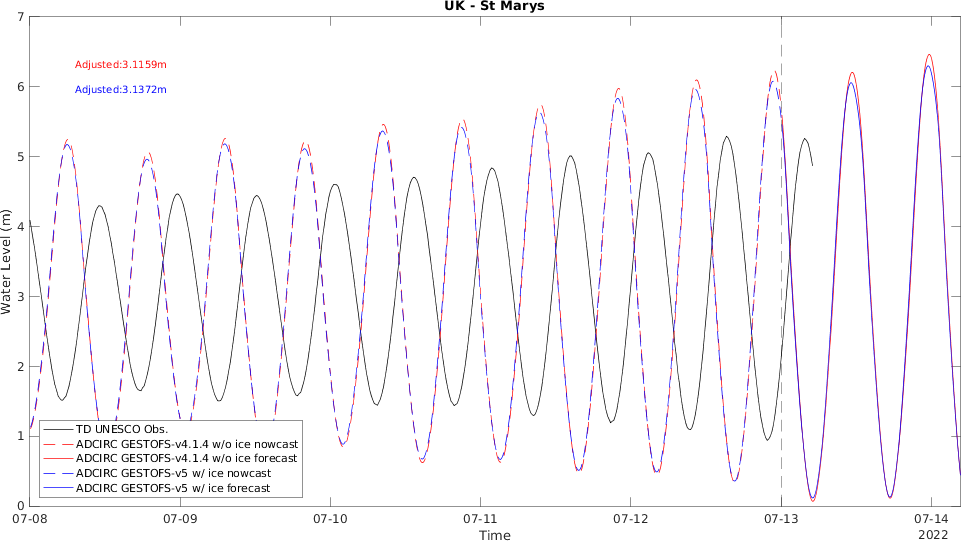 UK - St Marys
7
6
5
4
3
2
1
0
Water Level (m)
Adjusted:3.1159m
Adjusted:3.1372m
TD UNESCO Obs.
ADCIRC GESTOFS-v4.1.4 w/o ice nowcast
ADCIRC GESTOFS-v4.1.4 w/o ice forecast
ADCIRC GESTOFS-v5 w/ ice nowcast
ADCIRC GESTOFS-v5 w/ ice forecast
07-08 07-09 07-10 07-11 07-12 07-13 07-14
Time 2022